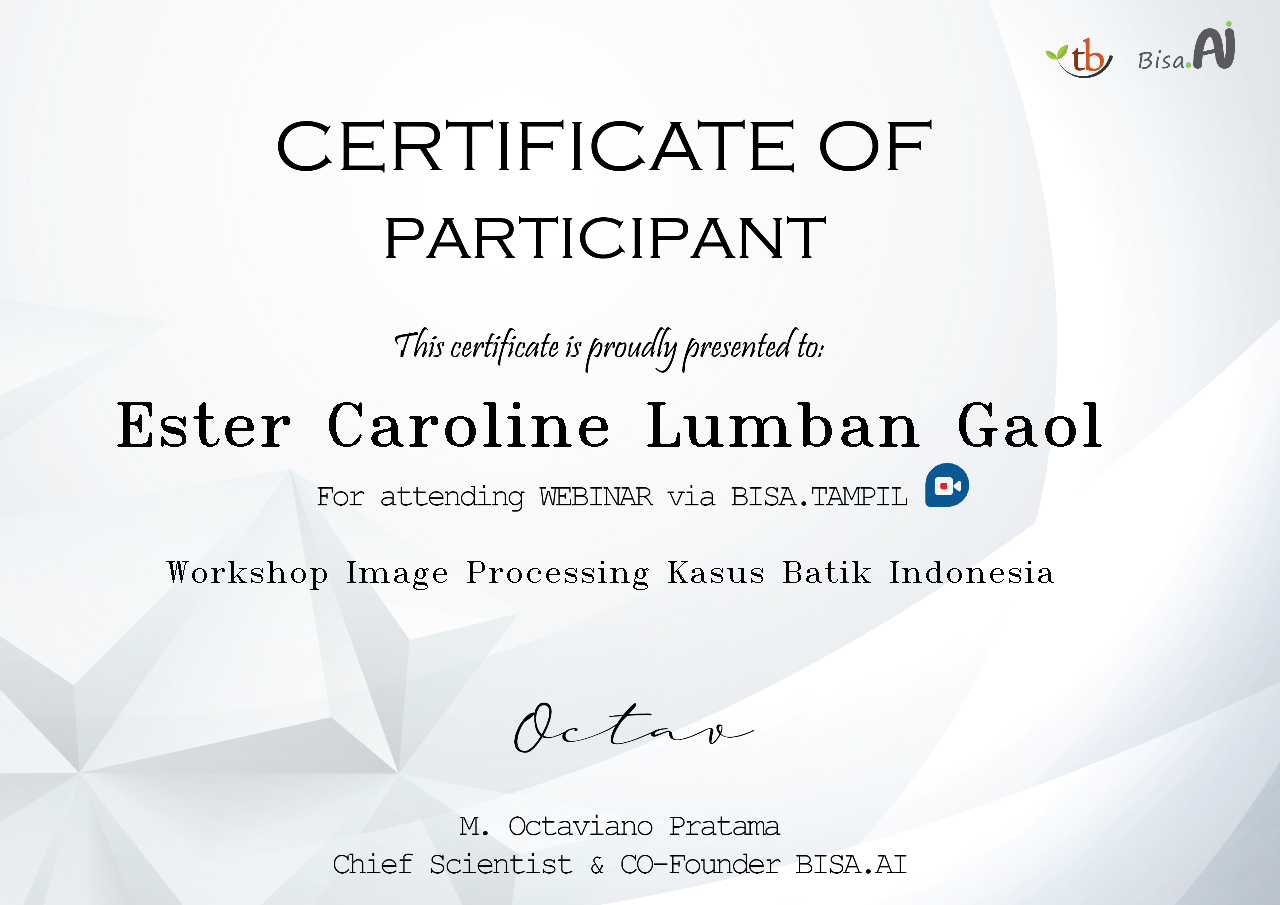 tb Bisa.AI
CERTIFICATE OF
PARTICIPANT
This certificate is proudly presented to:
Ester Caroline Lumban Gaol
For attending WEBINAR via BISA.TAMPIL
Workshop Image Processing Kasus Batik Indonesia
Octav
M. Octaviano Pratama
Chief Scientist & CO-Founder BISA.AI